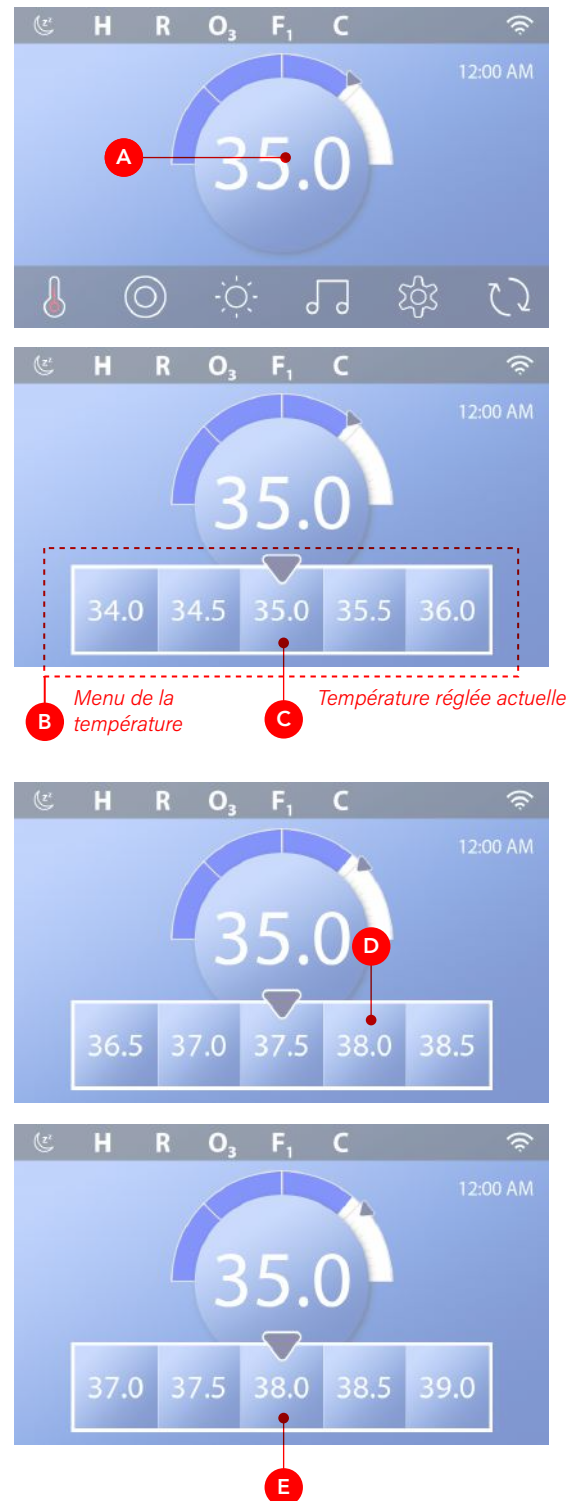 H R O₃ F₁ C
12:00 AM
A
35.0
H R O₃ F₁ C
12:00 AM
35.0
34.0 34.5 35.0 35.5 36.0
B
Menu de la
température
C
Température réglée actuelle
H R O₃ F₁ C
12:00 AM
35.0
D
36.5 37.0 37.5 38.0 38.5
H R O₃ F₁ C
12:00 AM
35.0
37.0 37.5 38.0 38.5 39.0
E